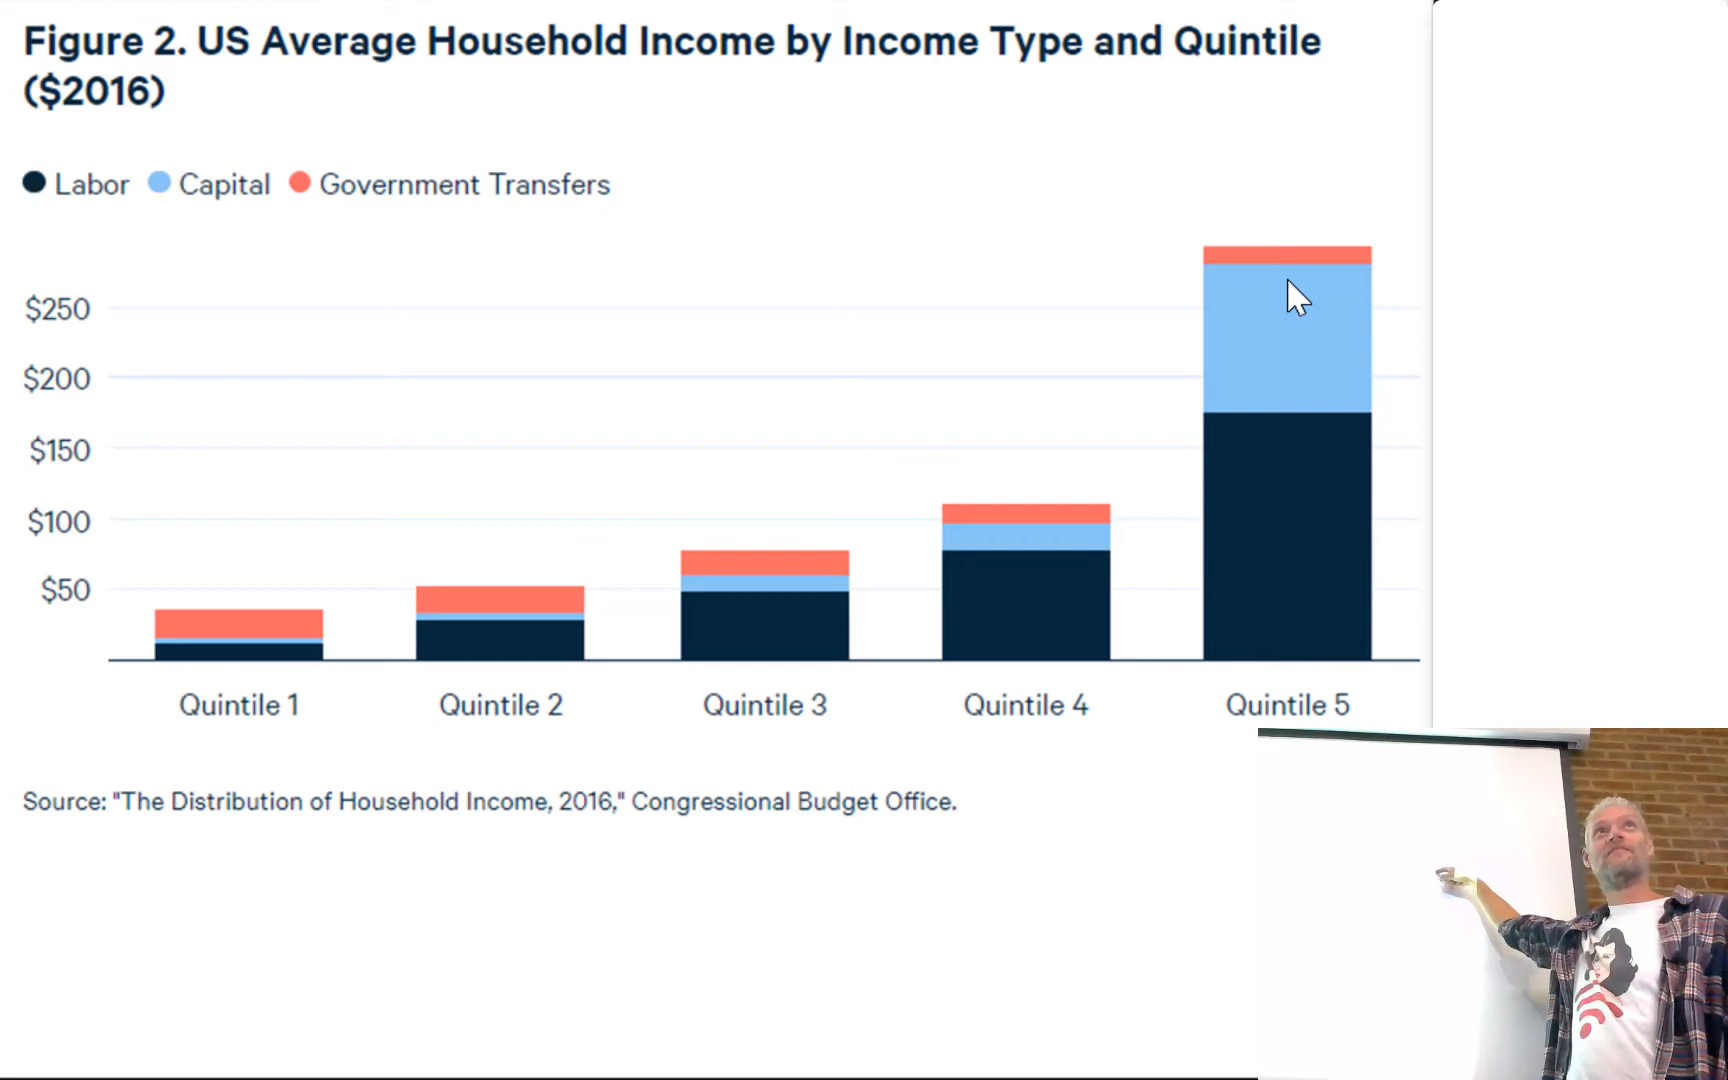 Figure 2. US Average Household Income by Income Type and Quintile
($2016)
Labor Capital Government Transfers
$250
$200
$150
$100
$50
Quintile 1 Quintile 2 Quintile 3 Quintile 4 Quintile 5
Source: "The Distribution of Household Income, 2016," Congressional Budget Office.